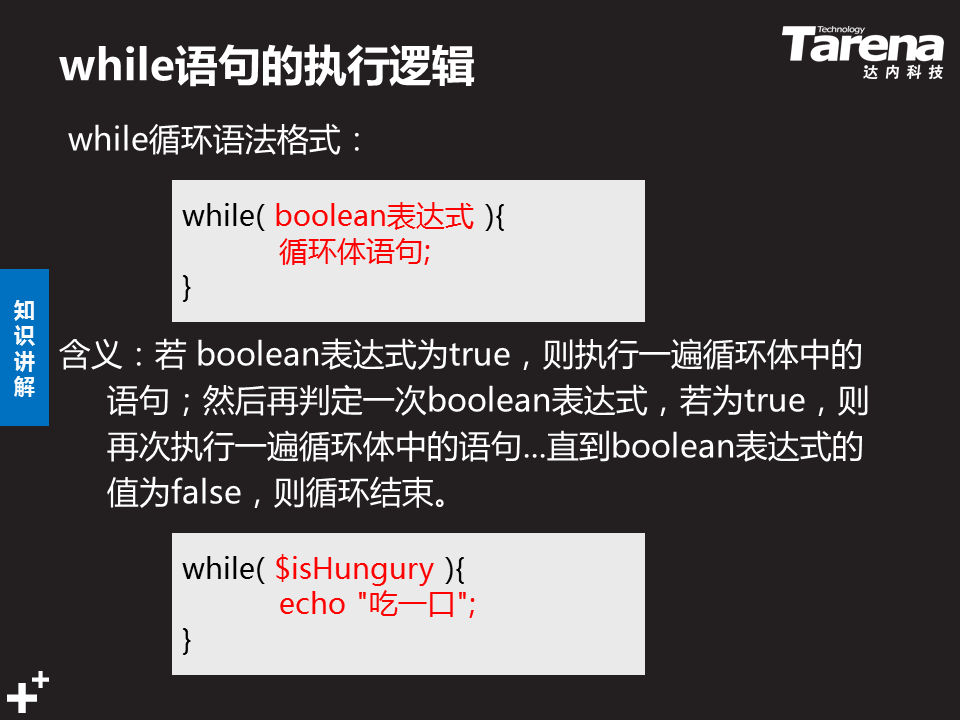 while语句的执行逻辑
Technology
Tarena
达内科技
while循环语法格式：
while( boolean表达式 ){
循环体语句;
}
知识讲解
含义：若 boolean表达式为true，则执行一遍循环体中的
语句；然后再判定一次boolean表达式，若为true，则
再次执行一遍循环体中的语句...直到boolean表达式的
值为false，则循环结束。
while( $isHungury ){
echo "吃一口";
}